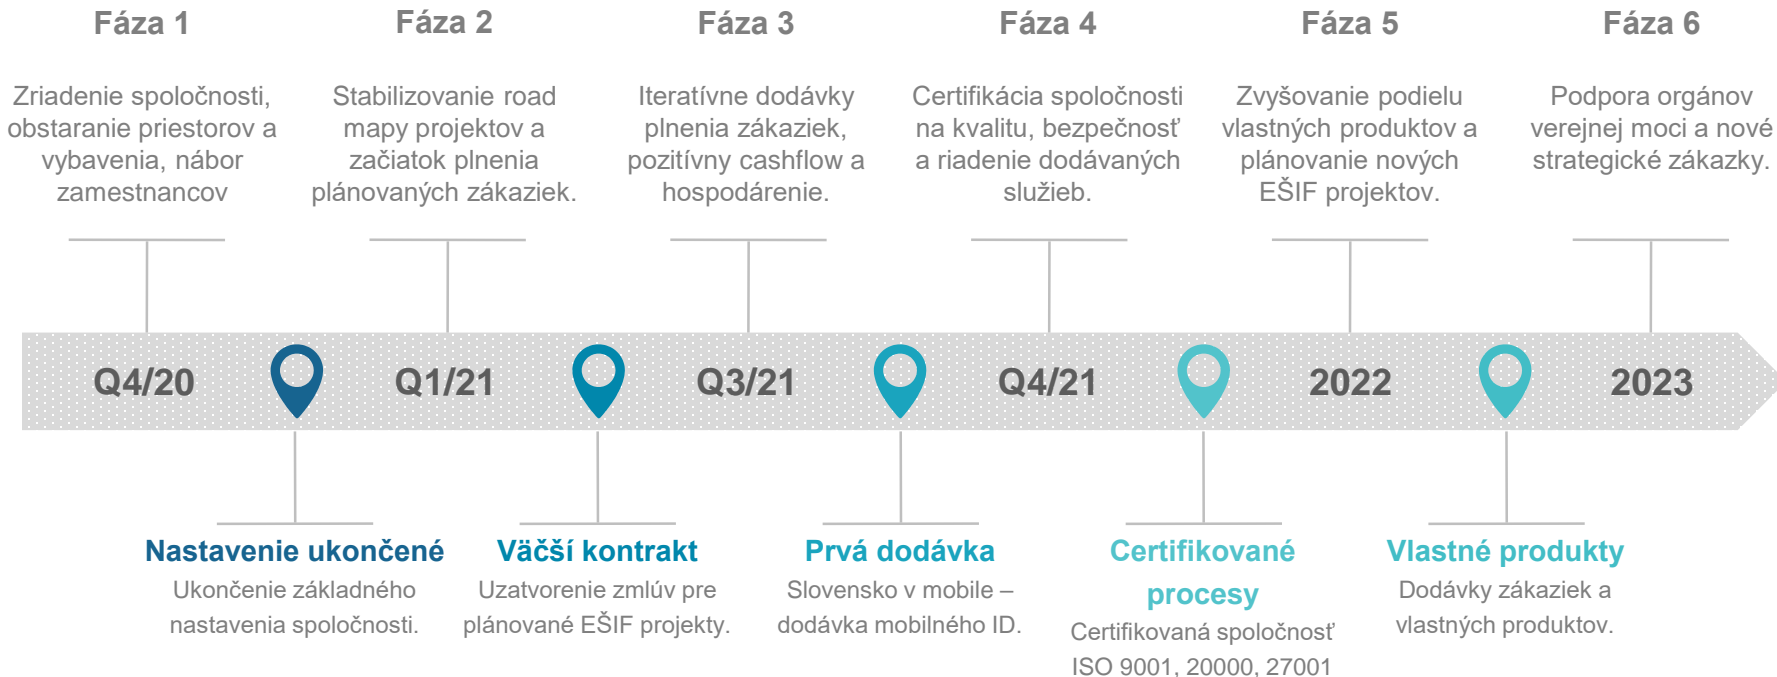 Fáza 1
Zriadenie spoločnosti,
obstaranie priestorov a
vybavenia, nábor
zamestnancov
Fáza 2
Stabilizovanie road
mapy projektov a
začiatok plnenia
plánovaných zákaziek.
Fáza 3
Iteratívne dodávky
plnenia zákaziek,
pozitívny cashflow a
hospodárenie.
Fáza 4
Certifikácia spoločnosti
na kvalitu, bezpečnosť
a riadenie dodávaných
služieb.
Fáza 5
Zvyšovanie podielu
vlastných produktov a
plánovanie nových
EŠIF projektov.
Fáza 6
Podpora orgánov
verejnej moci a nové
strategické zákazky.
Q4/20
Q1/21
Q3/21
Q4/21
2022
2023
Nastavenie ukončené
Ukončenie základného
nastavenia spoločnosti.
Väčší kontrakt
Uzatvorenie zmlúv pre
plánované EŠIF projekty.
Prvá dodávka
Slovensko v mobile –
dodávka mobilného ID.
Certifikované
procesy
Certifikovaná spoločnosť
ISO 9001, 20000, 27001
Vlastné produkty
Dodávky zákaziek a
vlastných produktov.